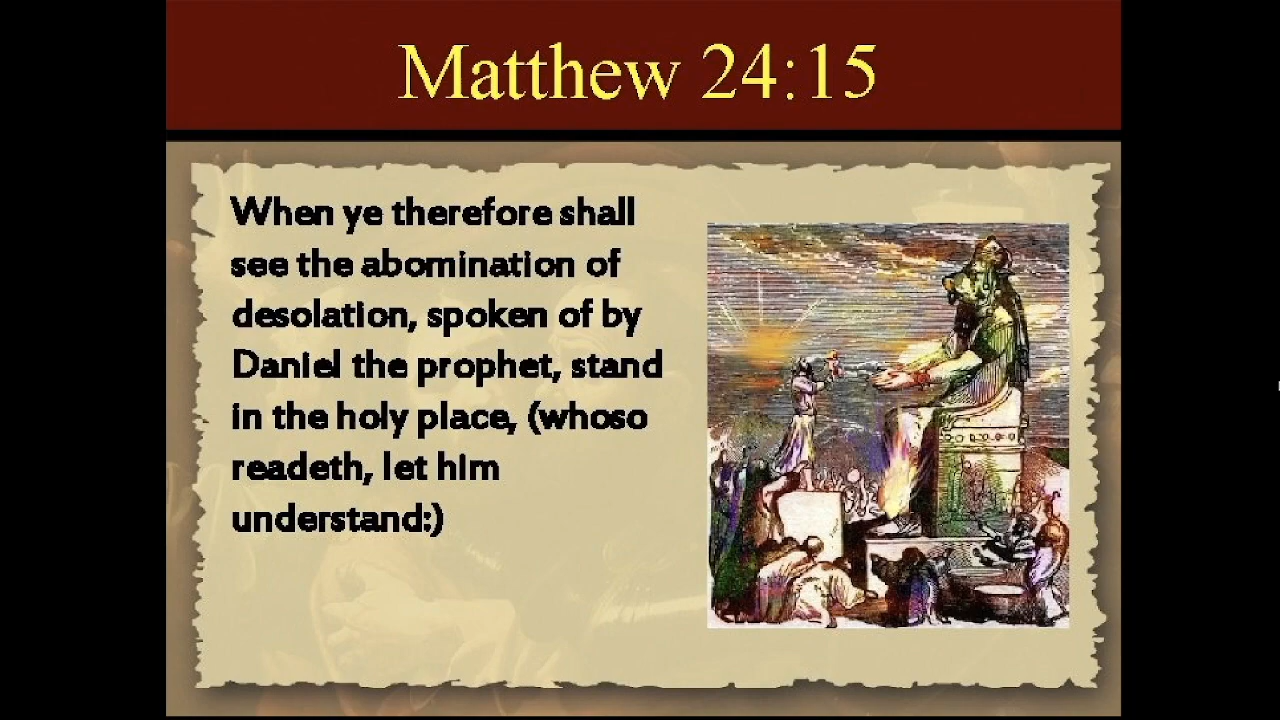 Matthew 24:15
When ye therefore shall
see the abomination of
desolation, spoken of by
Daniel the prophet, stand
in the holy place, (whoso
readeth, let him
understand:)